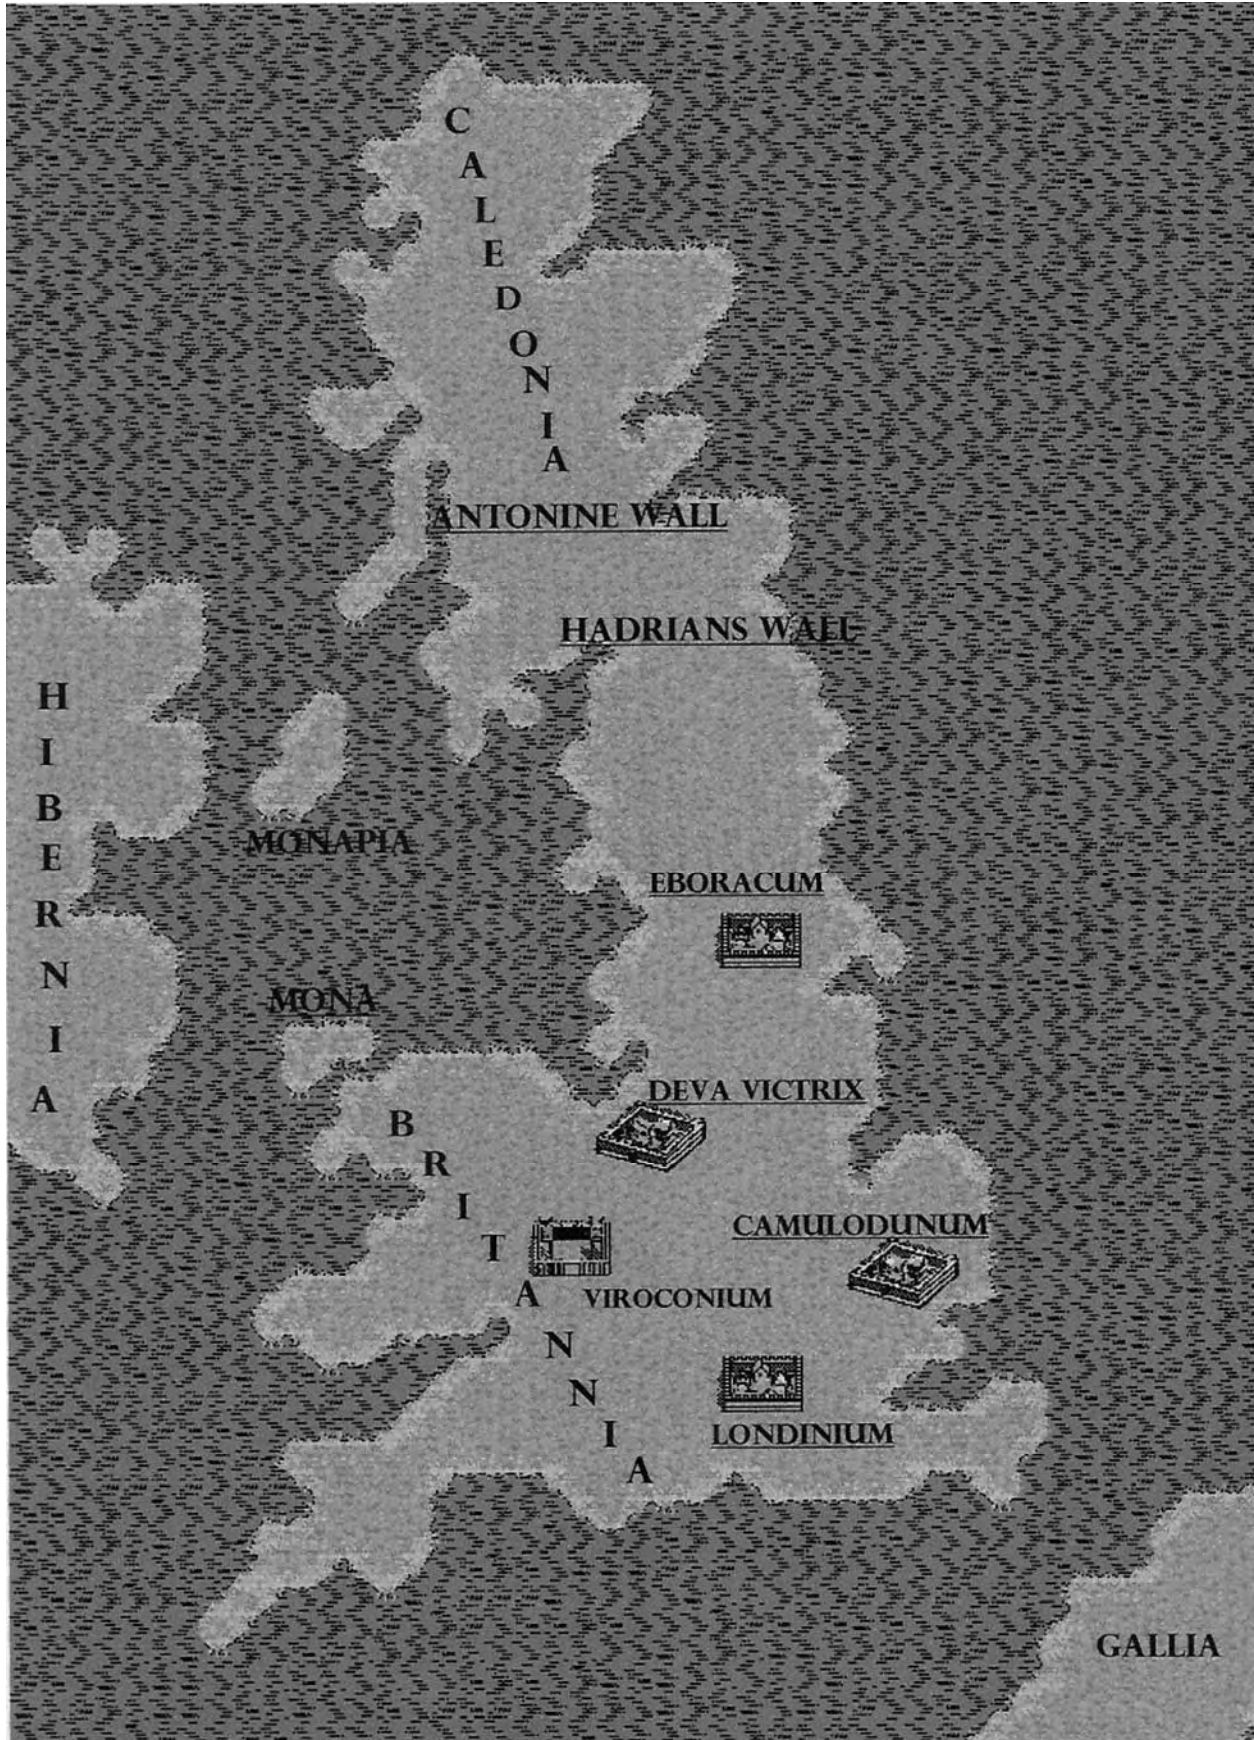 CALEDONIA
ANTONINE WALL
HADRIANS WALL
HIBERNIA
MONAPIA
EBORACUM
MONA
DEVA VICTRIX
BRITANNIA
CAMULODUNUM
VIROCONIUM
LONDINIUM
GALLIA